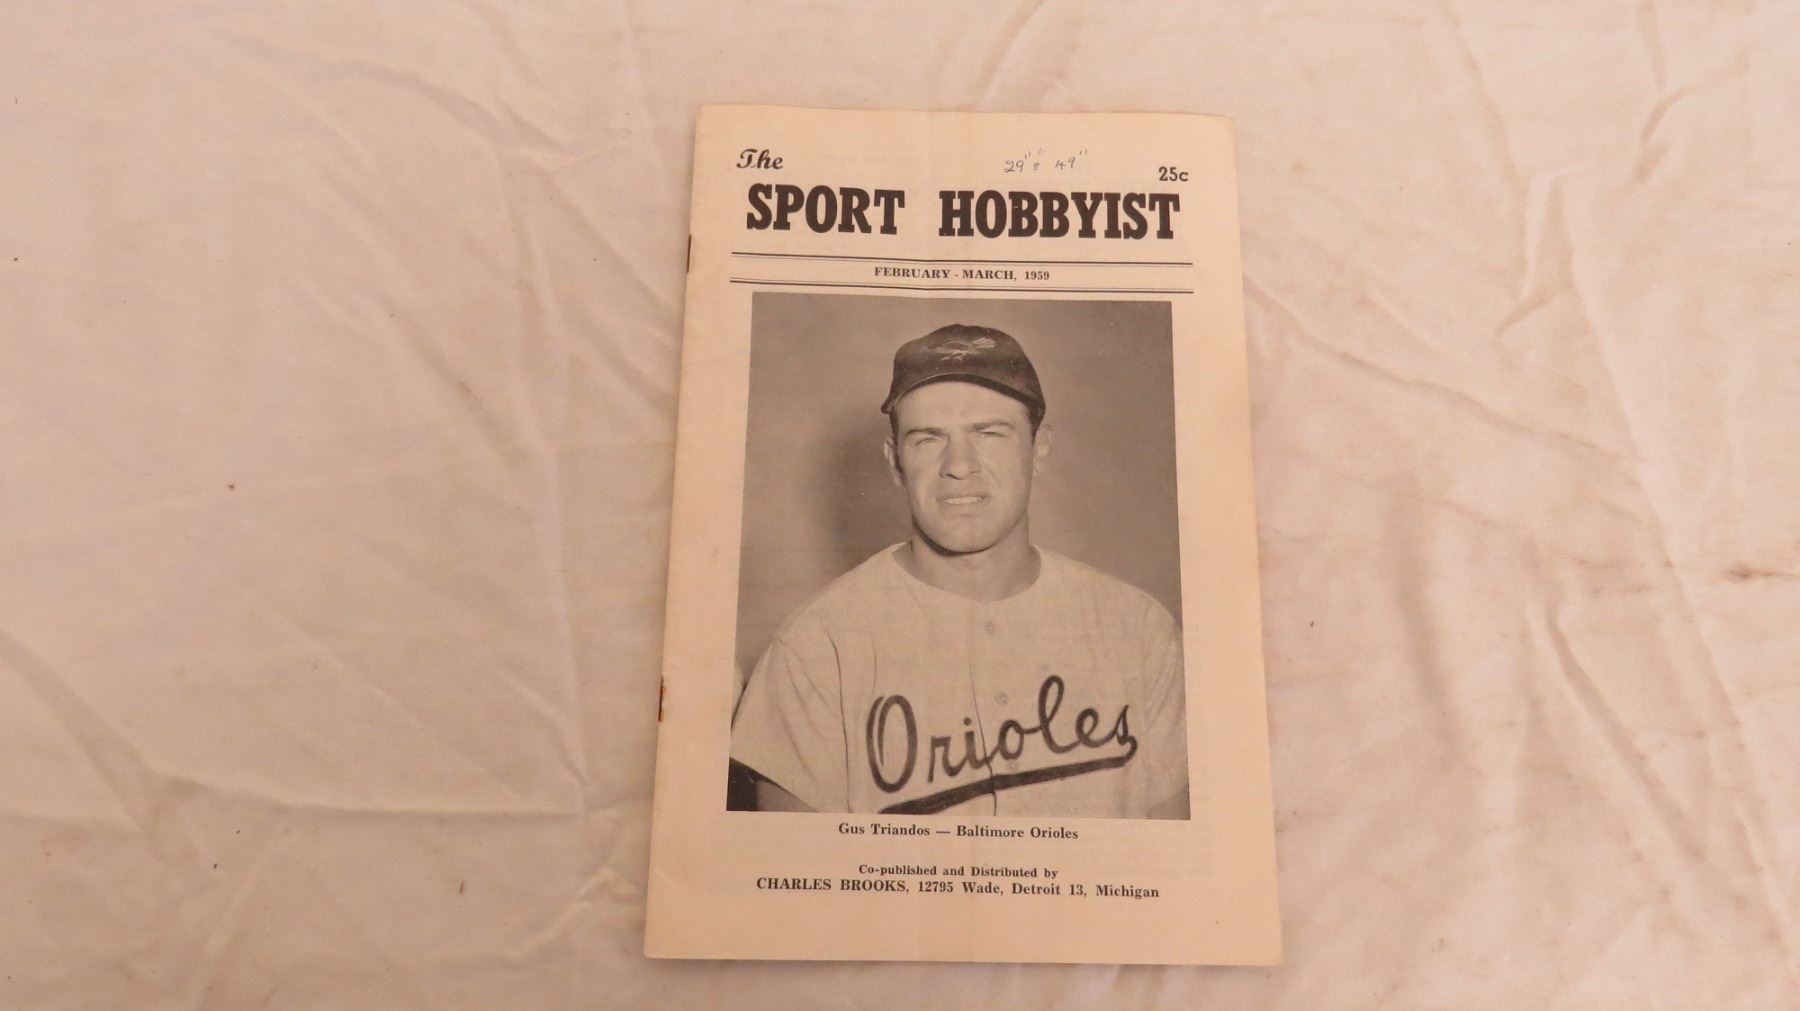 The
29" & 49"
25c
SPORT HOBBYIST
FEBRUARY - MARCH, 1959
Orioles
Gus Triandos — Baltimore Orioles
Co-published and Distributed by
CHARLES BROOKS, 12795 Wade, Detroit 13, Michigan